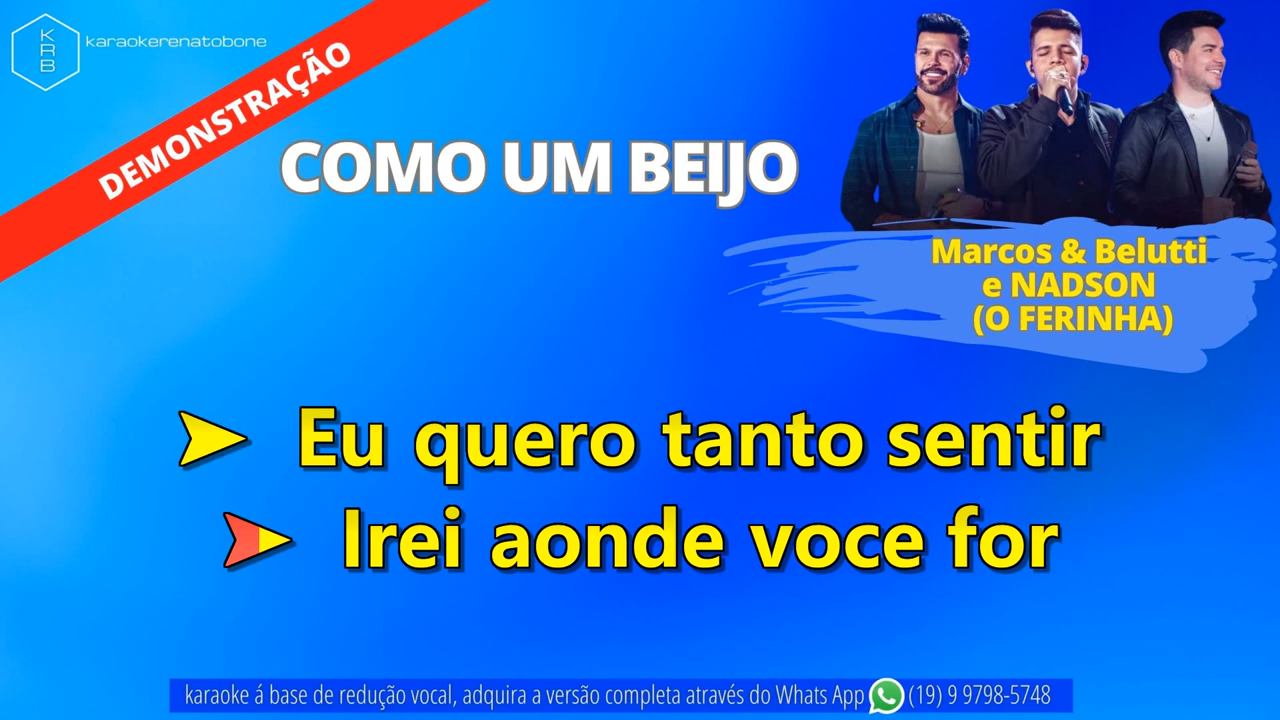 K
R
B
karaokerenatobone
DEMONSTRAÇÃO
COMO UM BEIJO
Marcos & Belutti
e NADSON
(O FERINHA)
Eu quero tanto sentir
Irei aonde voce for
karaoke á base de redução vocal, adquira a versão completa através do Whats App (19) 9 9798-5748